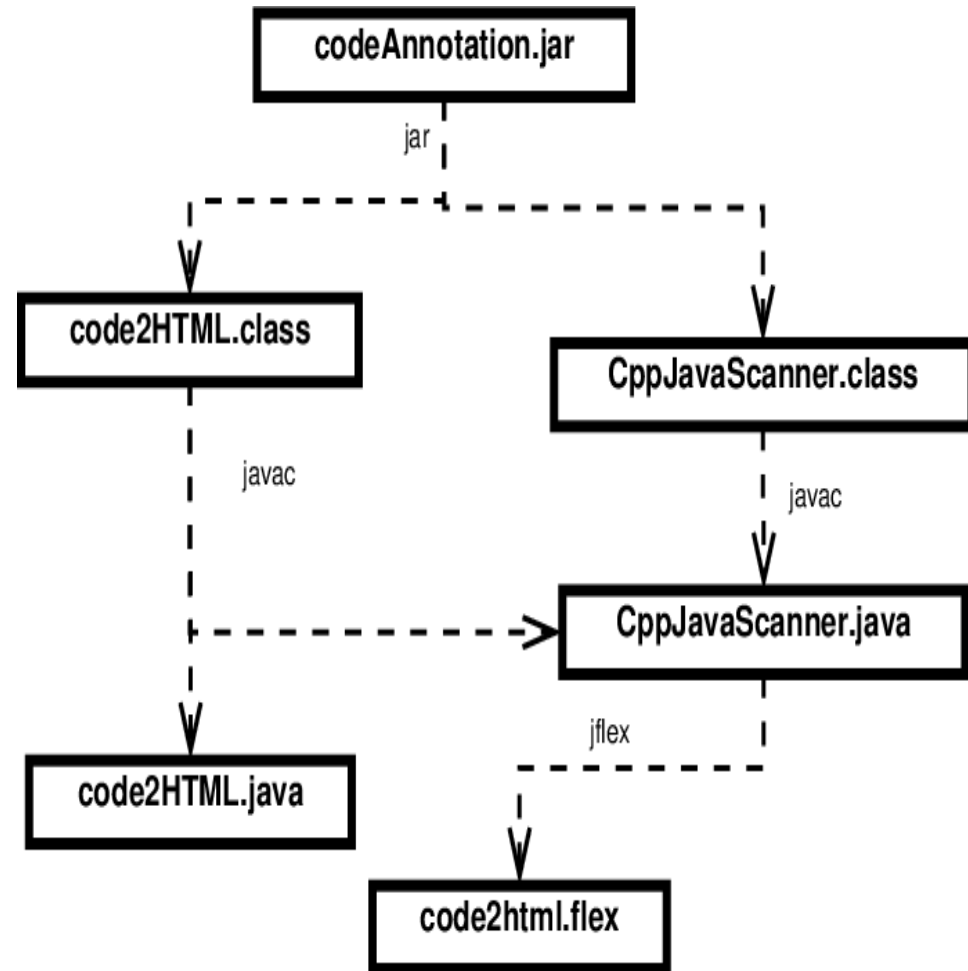 codeAnnotation.jar
jar
code2HTML.class
CppJavaScanner.class
javac
javac
CppJavaScanner.java
jflex
code2HTML.java
code2html.flex